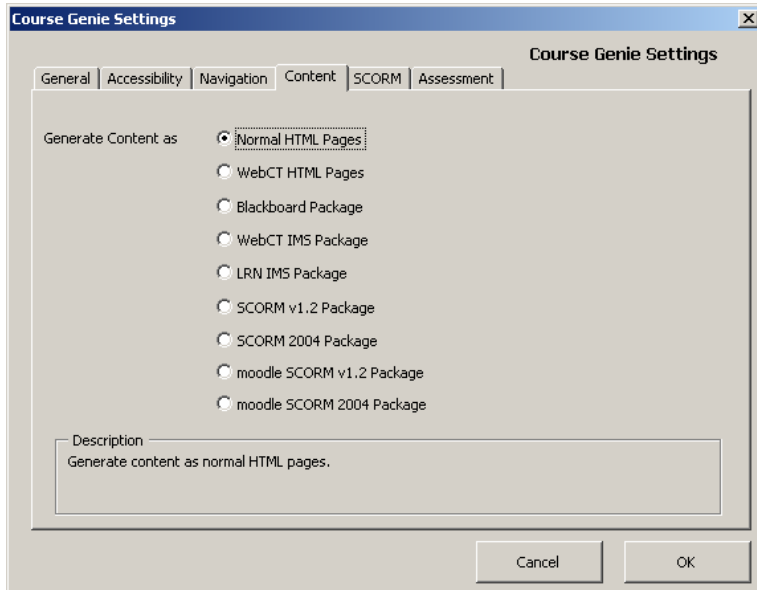 Course Genie Settings
Course Genie Settings
General Accessibility Navigation Content SCORM Assessment
Generate Content as Normal HTML Pages
WebCT HTML Pages
Blackboard Package
WebCT IMS Package
LRN IMS Package
SCORM v1.2 Package
SCORM 2004 Package
moodle SCORM v1.2 Package
moodle SCORM 2004 Package
Description
Generate content as normal HTML pages.
Cancel OK